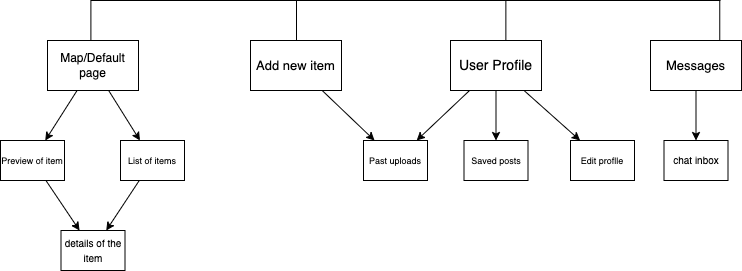 Map/Default
page
Add new item
User Profile
Messages
Preview of item
List of items
Past uploads
Saved posts
Edit profile
chat inbox
details of the
item